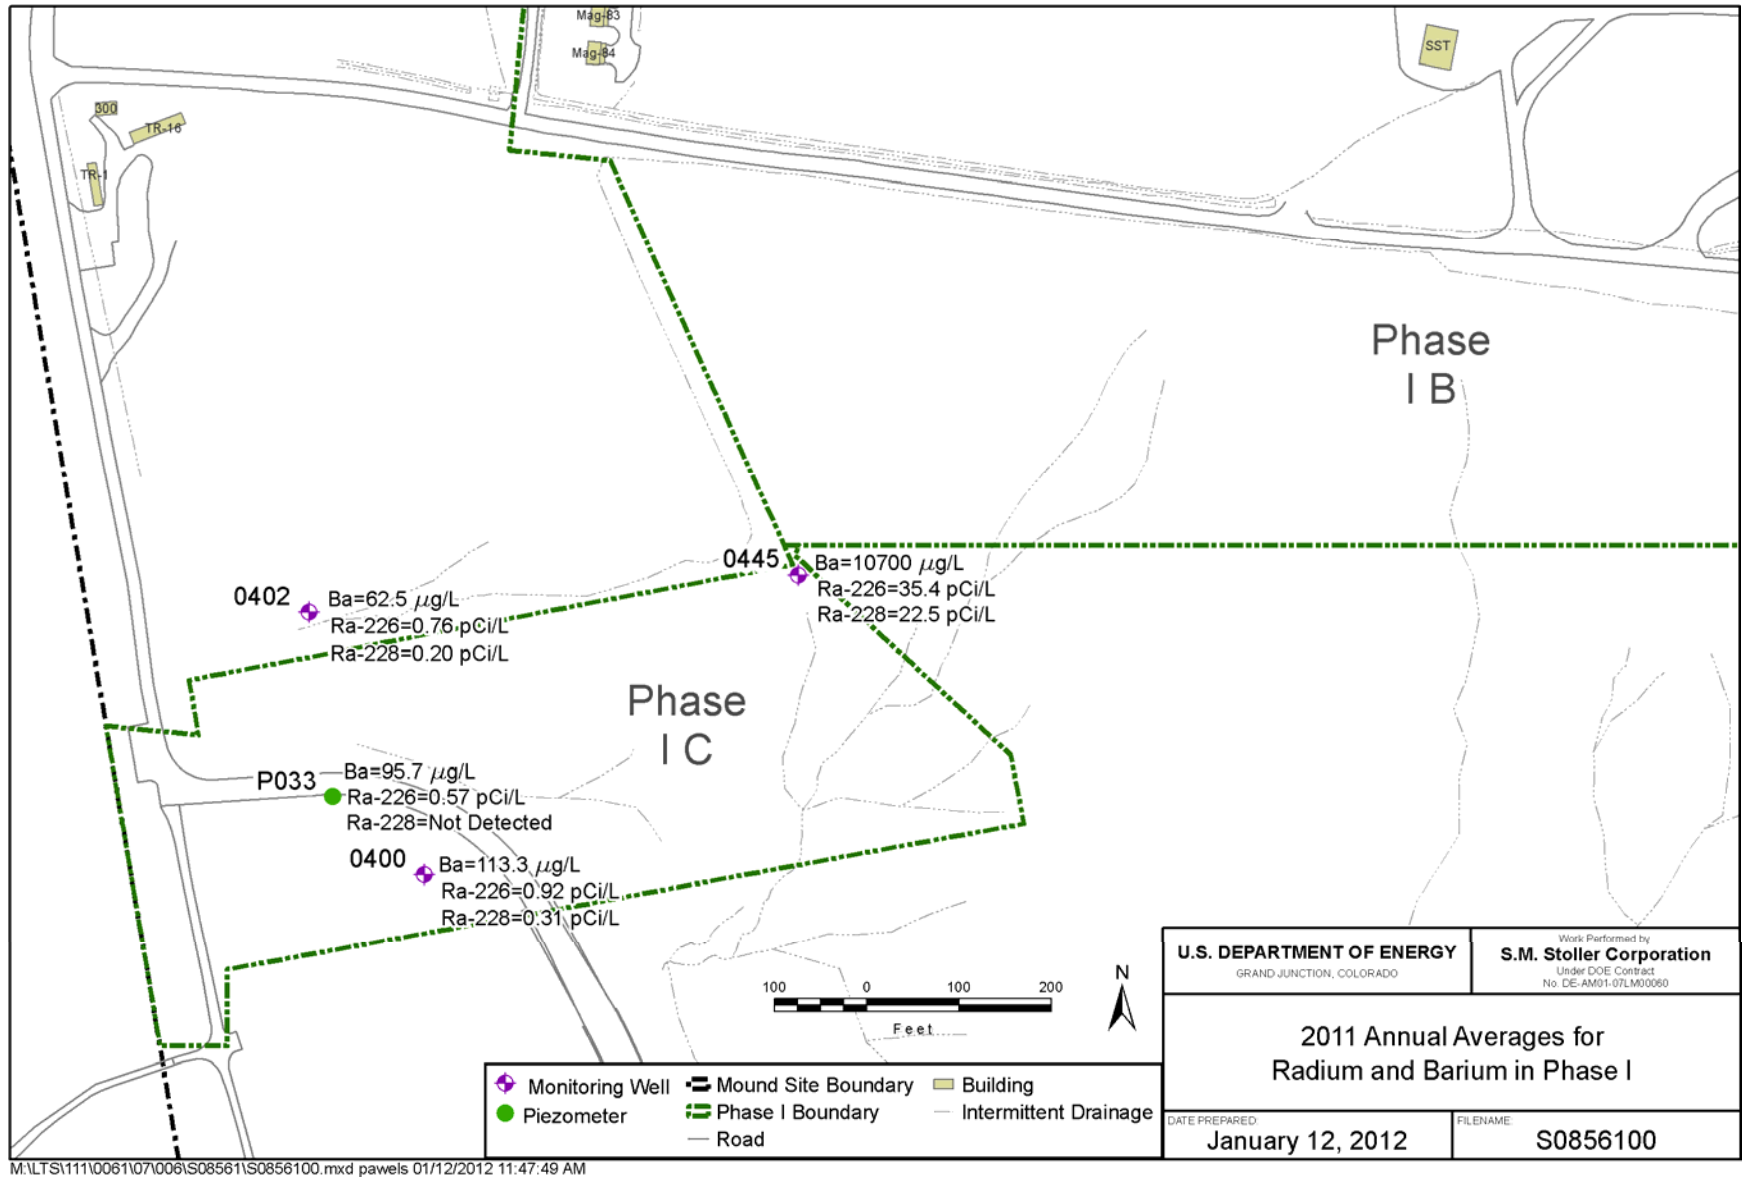 Mag-83
Mag-84
SST
300
TR-16
TR-1
Phase
I B
0445
Ba=10700 µg/L
Ra-226=35.4 pCi/L
Ra-228=22.5 pCi/L
0402
Ba=62.5 µg/L
Ra-226=0.76 pCi/L
Ra-228=0.20 pCi/L
Phase
I C
P033
Ba=95.7 µg/L
Ra-226=0.57 pCi/L
Ra-228=Not Detected
0400
Ba=113.3 µg/L
Ra-226=0.92 pCi/L
Ra-228=0.31 pCi/L
100 0 100 200
Feet
N
Monitoring Well
Piezometer
Mound Site Boundary
Phase I Boundary
Road
Building
Intermittent Drainage
U.S. DEPARTMENT OF ENERGY
GRAND JUNCTION, COLORADO
Work Performed by
S.M. Stoller Corporation
Under DOE Contract
No. DE-AM01-07LM00060
2011 Annual Averages for
Radium and Barium in Phase I
DATE PREPARED:
January 12, 2012
FILENAME:
S0856100
M:\LTS\111\0061\07\006\S08561\S0856100.mxd pawels 01/12/2012 11:47:49 AM